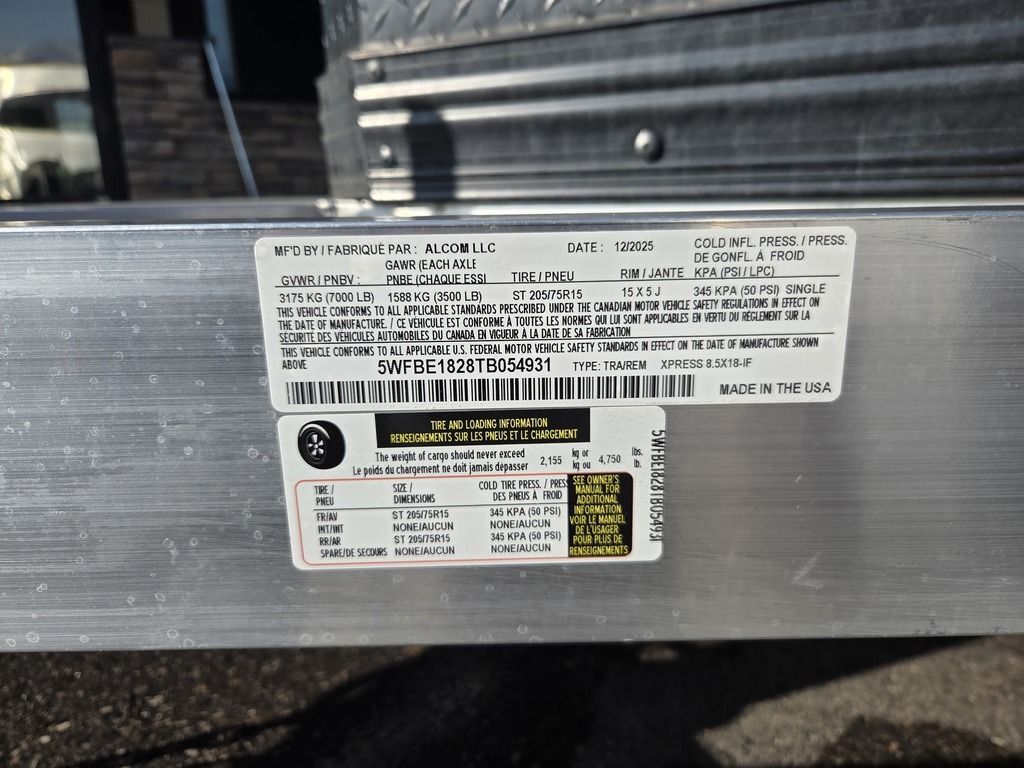 MF'D BY / FABRIQUÉ PAR : ALCOM LLC DATE : 12/2025 COLD INFL. PRESS. / PRESS.
DE GONFL. À FROID
GAWR (EACH AXLE
GVWR / PNBV : PNBE (CHAQUE ESSI TIRE / PNEU RIM / JANTE KPA (PSI / LPC)
3175 KG (7000 LB) 1588 KG (3500 LB) ST 205/75R15 15 X 5 J 345 KPA (50 PSI) SINGLE
THIS VEHICLE CONFORMS TO ALL APPLICABLE STANDARDS PRESCRIBED UNDER THE CANADIAN MOTOR VEHICLE SAFETY REGULATIONS IN EFFECT ON
THE DATE OF MANUFACTURE. / CE VÉHICULE EST CONFORME À TOUTES LES NORMES QUI LUI SONT APPLICABLES EN VERTU DU RÉGLEMENT SUR LA
SÉCURITÉ DES VÉHICULES AUTOMOBILES DU CANADA EN VIGUEUR À LA DATE DE SA FABRICATION
THIS VEHICLE CONFORMS TO ALL APPLICABLE U.S. FEDERAL MOTOR VEHICLE SAFETY STANDARDS IN EFFECT ON THE DATE OF MANUFACTURE SHOWN
ABOVE 5WFBE1828TB054931 TYPE: TRA/REM XPRESS 8.5X18-IF
MADE IN THE USA
TIRE AND LOADING INFORMATION
RENSEIGNEMENTS SUR LES PNEUS ET LE CHARGEMENT
The weight of cargo should never exceed 2,155 kg or 4,750 lbs.
Le poids du chargement ne doit jamais dépasser kg ou lb.
TIRE / SIZE / COLD TIRE PRESS. / PRES
PNEU DIMENSIONS DES PNEUS À FROID
FR/AV ST 205/75R15 345 KPA (50 PSI)
INT/INT NONE/AUCUN NONE/AUCUN
RR/AR ST 205/75R15 345 KPA (50 PSI)
SPARE/DE SECOURS NONE/AUCUN NONE/AUCUN
SEE OWNER'S
MANUAL FOR
ADDITIONAL
INFORMATION
VOIR LE MANUEL
DE L'USAGER
POUR PLUS DE
RENSEIGNEMENTS
5WFBE1828TB054931